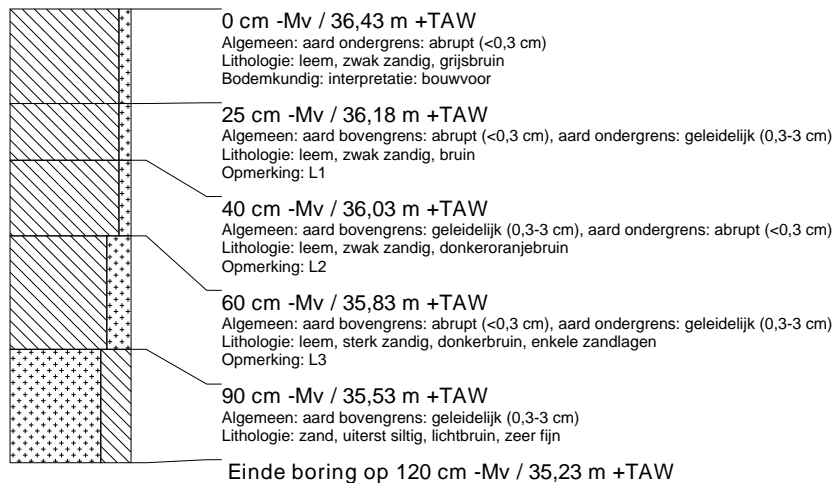 0 cm -Mv / 36,43 m +TAW
Algemeen: aard ondergrens: abrupt (<0,3 cm)
Lithologie: leem, zwak zandig, grijsbruin
Bodemkundig: interpretatie: bouwvoor
25 cm -Mv / 36,18 m +TAW
Algemeen: aard bovengrens: abrupt (<0,3 cm), aard ondergrens: geleidelijk (0,3-3 cm)
Lithologie: leem, zwak zandig, bruin
Opmerking: L1
40 cm -Mv / 36,03 m +TAW
Algemeen: aard bovengrens: geleidelijk (0,3-3 cm), aard ondergrens: abrupt (<0,3 cm)
Lithologie: leem, zwak zandig, donkeroranjebruin
Opmerking: L2
60 cm -Mv / 35,83 m +TAW
Algemeen: aard bovengrens: abrupt (<0,3 cm), aard ondergrens: geleidelijk (0,3-3 cm)
Lithologie: leem, sterk zandig, donkerbruin, enkele zandlagen
Opmerking: L3
90 cm -Mv / 35,53 m +TAW
Algemeen: aard bovengrens: geleidelijk (0,3-3 cm)
Lithologie: zand, uiterst siltig, lichtbruin, zeer fijn
Einde boring op 120 cm -Mv / 35,23 m +TAW